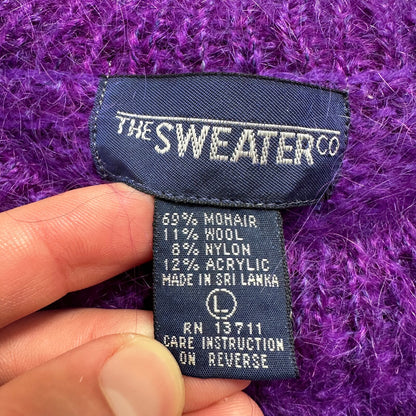 THE SWEATER CO
69% MOHAIR
11% WOOL
8% NYLON
12% ACRYLIC
MADE IN SRI LANKA
L
RN 13711
CARE INSTRUCTION
ON REVERSE